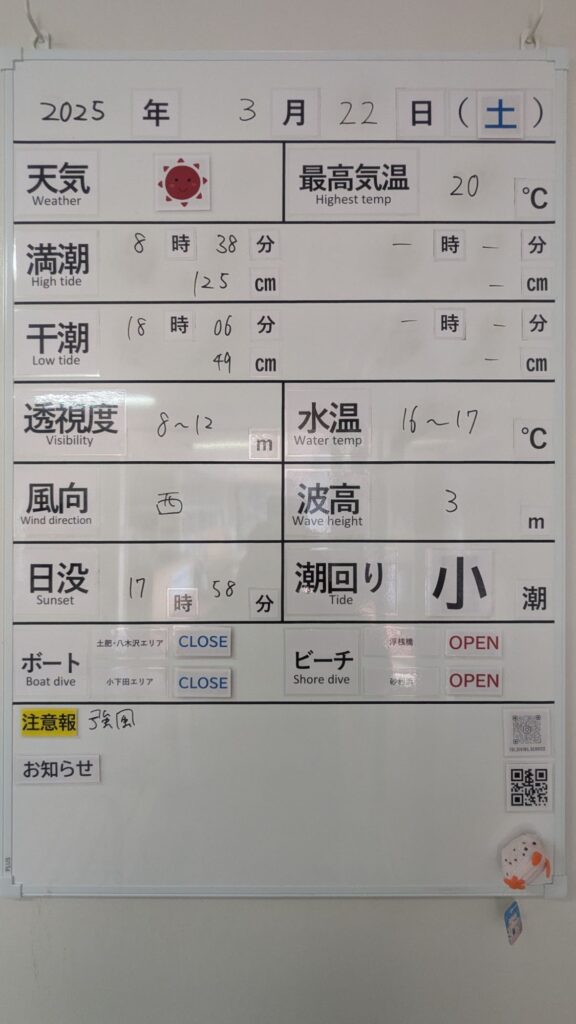 2025 年 3 月 22 日 ( 土 )
天気 最高気温 20 ℃
Weather Highest temp
満潮 8 時 38 分 ー 時 ー 分
High tide 125 cm ー cm
干潮 18 時 06 分 ー 時 ー 分
Low tide 49 cm ー cm
透視度 8~12 m 水温 16~17 ℃
Visibility Water temp
風向 西 波高 3 m
Wind direction Wave height
日没 17 時 58 分 潮回り 小 潮
Sunset Tide
ボート 土肥・八木沢エリア CLOSE ビーチ 浮桟橋 OPEN
Boat dive 小下田エリア CLOSE Shore dive OPEN
注意報 強風
お知らせ
PLUS